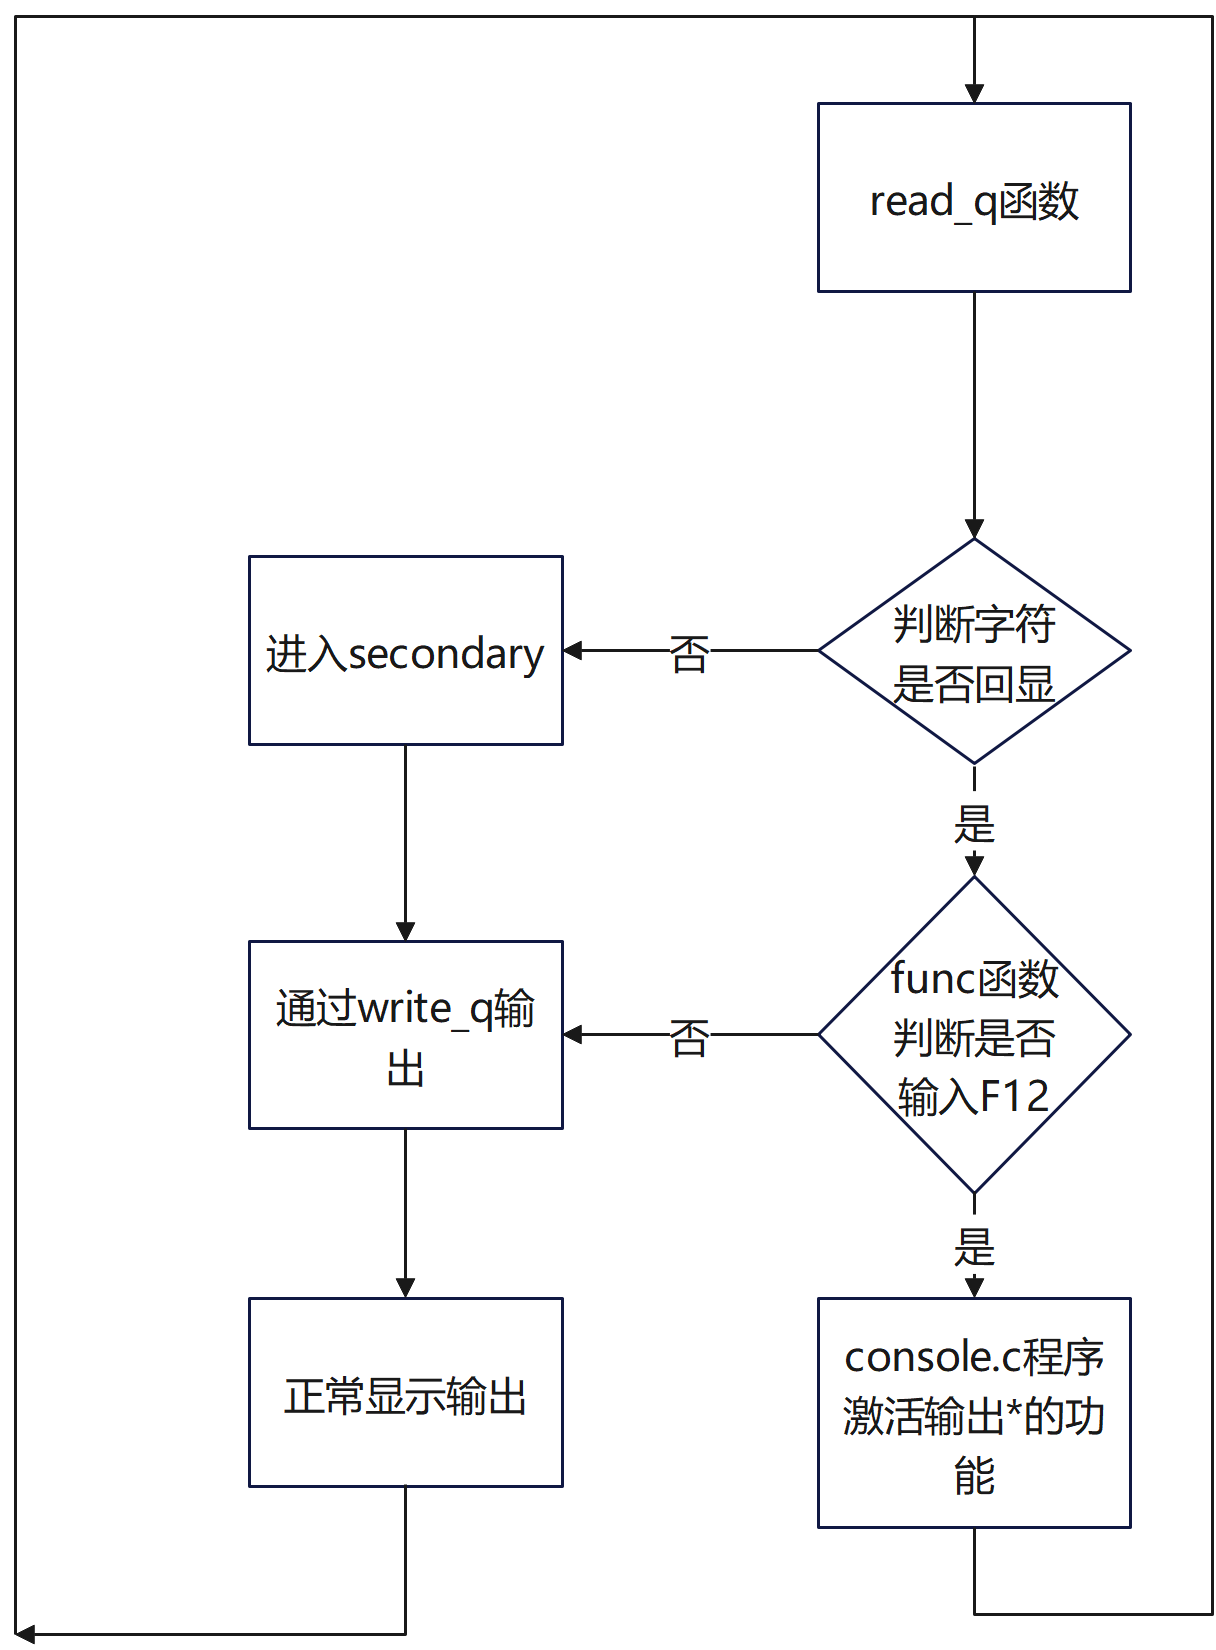 read_q函数
判断字符
是否回显
否
进入secondary
是
func函数
判断是否
输入F12
否
通过write_q输
出
是
正常显示输出
console.c程序
激活输出*的功
能